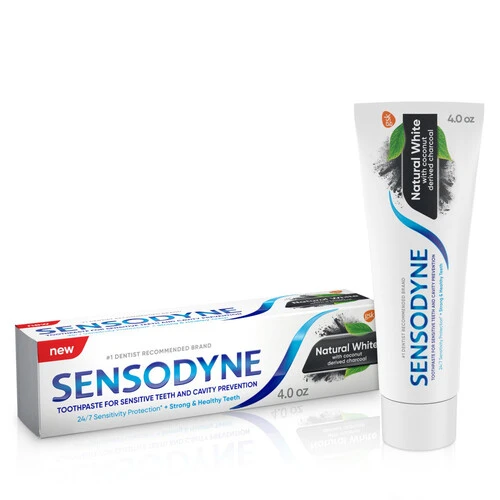 new
#1 DENTIST RECOMMENDED BRAND
SENSODYNE
TOOTHPASTE FOR SENSITIVE TEETH AND CAVITY PREVENTION
24/7 Sensitivity Protection* • Strong & Healthy Teeth
4.0 oz
gsk
Natural White
with coconut
derived charcoal
4.0 oz
gsk
Natural White
with coconut
derived charcoal
#1 DENTIST RECOMMENDED BRAND
SENSODYNE
TOOTHPASTE FOR SENSITIVE TEETH AND CAVITY PREVENTION
24/7 Sensitivity Protection* • Strong & Healthy Teeth